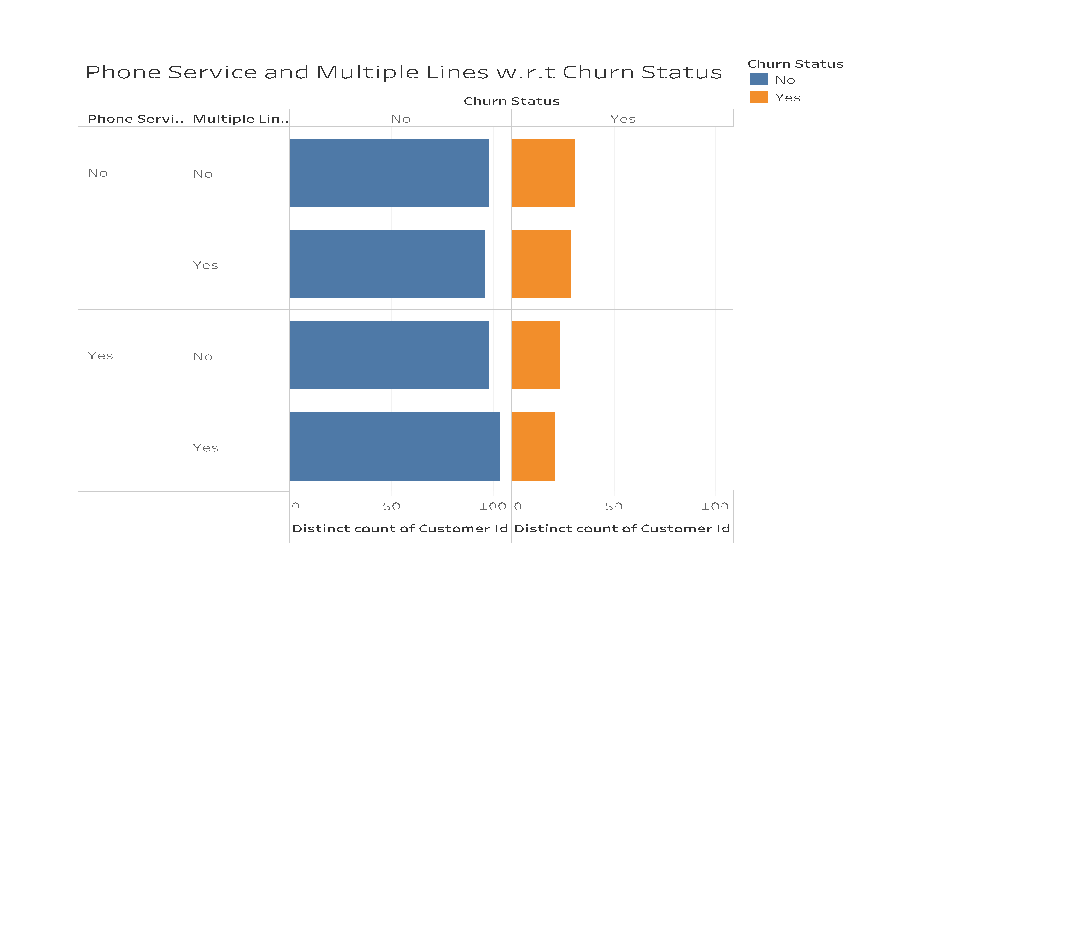 Phone Service and Multiple Lines w.r.t Churn Status
Churn Status
No
Yes
Churn Status
Phone Servi.. Multiple Lin.. No Yes
No No
Yes
Yes No
Yes
0 50 100 0 50 100
Distinct count of Customer Id Distinct count of Customer Id